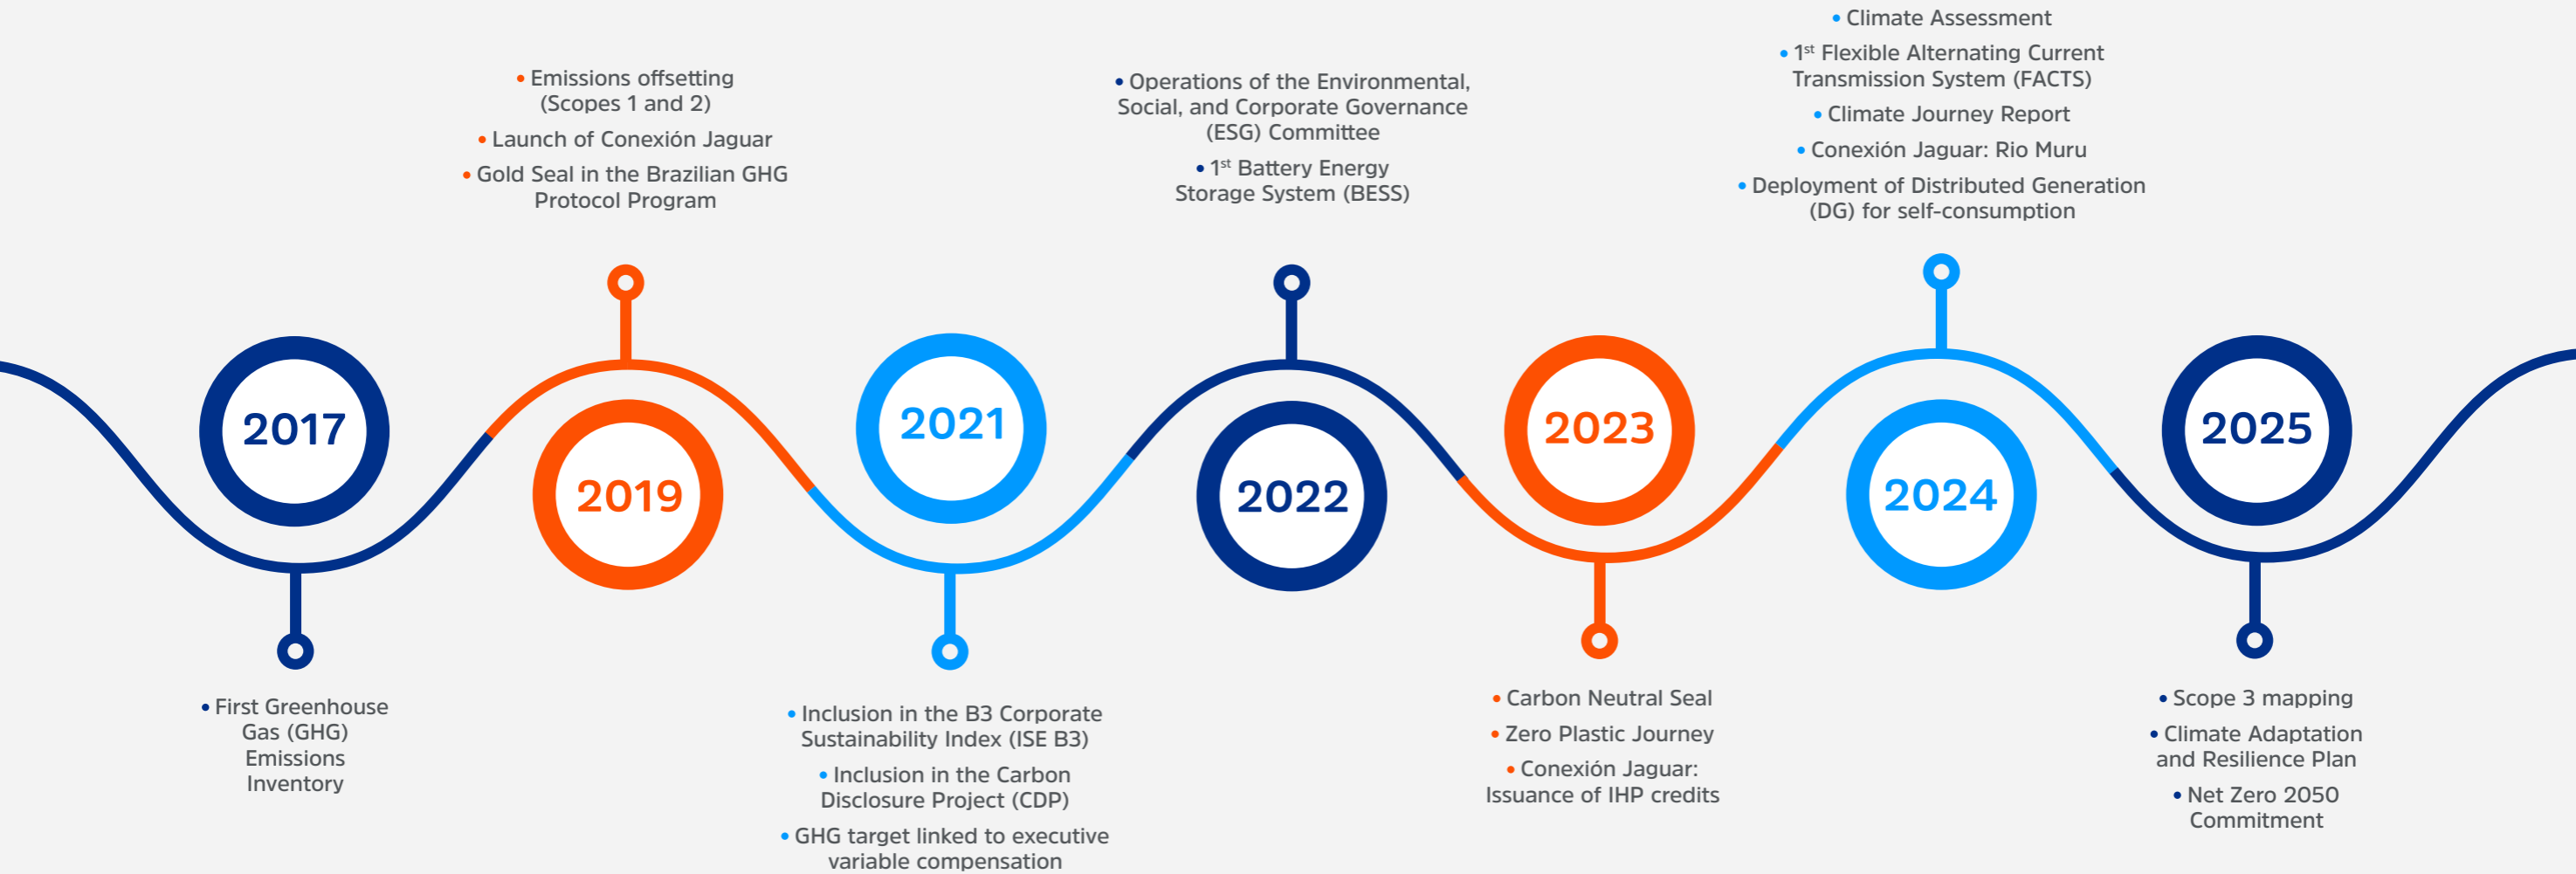 2017
• First Greenhouse
Gas (GHG)
Emissions
Inventory
• Emissions offsetting
(Scopes 1 and 2)
• Launch of Conexión Jaguar
• Gold Seal in the Brazilian GHG
Protocol Program
2019
2021
• Inclusion in the B3 Corporate
Sustainability Index (ISE B3)
• Inclusion in the Carbon
Disclosure Project (CDP)
• GHG target linked to executive
variable compensation
• Operations of the Environmental,
Social, and Corporate Governance
(ESG) Committee
• 1st Battery Energy
Storage System (BESS)
2022
2023
• Carbon Neutral Seal
• Zero Plastic Journey
• Conexión Jaguar:
Issuance of IHP credits
• Climate Assessment
• 1st Flexible Alternating Current
Transmission System (FACTS)
• Climate Journey Report
• Conexión Jaguar: Rio Muru
• Deployment of Distributed Generation
(DG) for self-consumption
2024
2025
• Scope 3 mapping
• Climate Adaptation
and Resilience Plan
• Net Zero 2050
Commitment